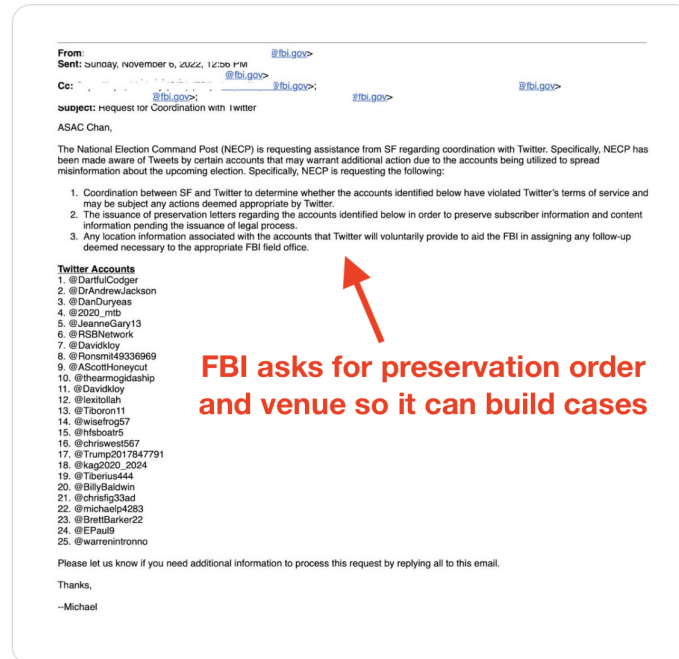 From: @fbi.gov>
Sent: Sunday, November 6, 2022, 12:56 PM
@fbi.gov>
Cc: @fbi.gov>; @fbi.gov>
@fbi.gov>; @fbi.gov>
Subject: Request for Coordination with Twitter
ASAC Chan,
The National Election Command Post (NECP) is requesting assistance from SF regarding coordination with Twitter. Specifically, NECP has
been made aware of Tweets by certain accounts that may warrant additional action due to the accounts being utilized to spread
misinformation about the upcoming election. Specifically, NECP is requesting the following:
1. Coordination between SF and Twitter to determine whether the accounts identified below have violated Twitter's terms of service and
may be subject any actions deemed appropriate by Twitter.
2. The issuance of preservation letters regarding the accounts identified below in order to preserve subscriber information and content
information pending the issuance of legal process.
3. Any location information associated with the accounts that Twitter will voluntarily provide to aid the FBI in assigning any follow-up
deemed necessary to the appropriate FBI field office.
Twitter Accounts
1. @DartfulCodger
2. @DrAndrewJackson
3. @DanDuryeas
4. @2020_mtb
5. @JeanneGary13
6. @RSBNetwork
7. @Davidkloy
8. @Ronsmit49336969
9. @AScottHoneycut
10. @thearmogidaship
11. @Davidkloy
12. @lexitollah
13. @Tiboron11
14. @wisefrog57
15. @hfsboatr5
16. @chriswest567
17. @Trump2017847791
18. @kag2020_2024
19. @Tiberius444
20. @BillyBaldwin
21. @chrisfig33ad
22. @michaelp4283
23. @BrettBarker22
24. @EPaul9
25. @warrenintronno
FBI asks for preservation order
and venue so it can build cases
Please let us know if you need additional information to process this request by replying all to this email.
Thanks,
--Michael